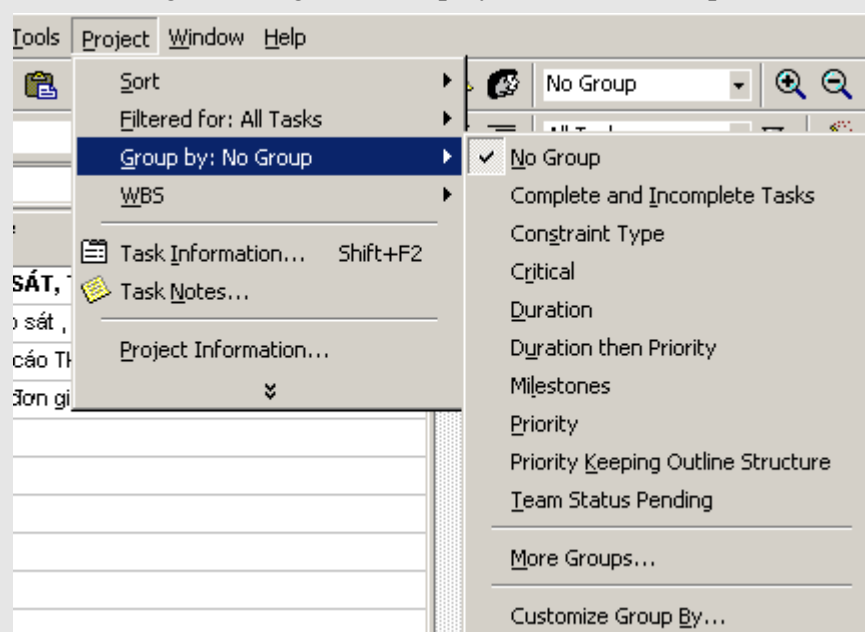 Tools Project Window Help
No Group
Sort
Filtered for: All Tasks
Group by: No Group
WBS
Task Information... Shift+F2
Task Notes...
Project Information...
No Group
Complete and Incomplete Tasks
Constraint Type
Critical
Duration
Duration then Priority
Milestones
Priority
Priority Keeping Outline Structure
Team Status Pending
More Groups...
Customize Group By...
SÁT,
sát ,
cáo
đơn